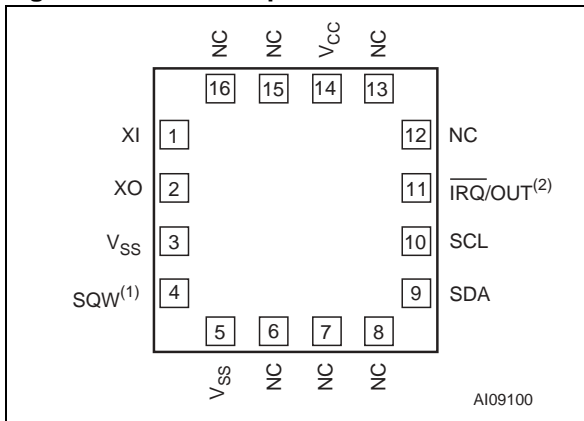 NC NC VCC NC
16 15 14 13
XI 1 12 NC
XO 2 11 IRQ/OUT(2)
VSS 3 10 SCL
SQW(1) 4 9 SDA
5 6 7 8
VSS NC NC NC
AI09100